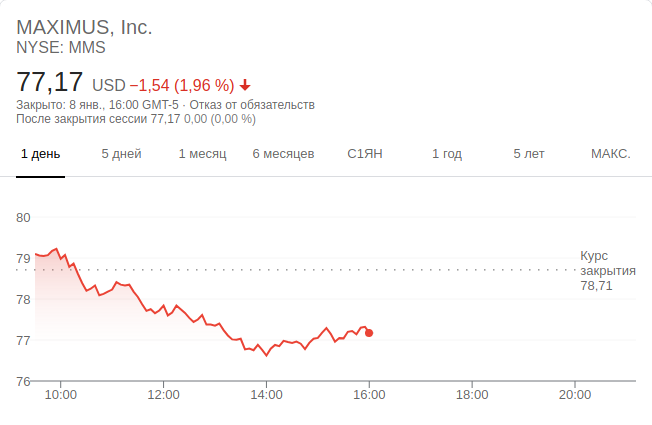 MAXIMUS, Inc.
NYSE: MMS
77,17 USD −1,54 (1,96 %)
Закрыто: 8 янв., 16:00 GMT-5 · Отказ от обязательств
После закрытия сессии 77,17 0,00 (0,00 %)
1 день 5 дней 1 месяц 6 месяцев С1ЯН 1 год 5 лет МАКС.
80
79
Курс
закрытия
78,71
78
77
76
10:00 12:00 14:00 16:00 18:00 20:00